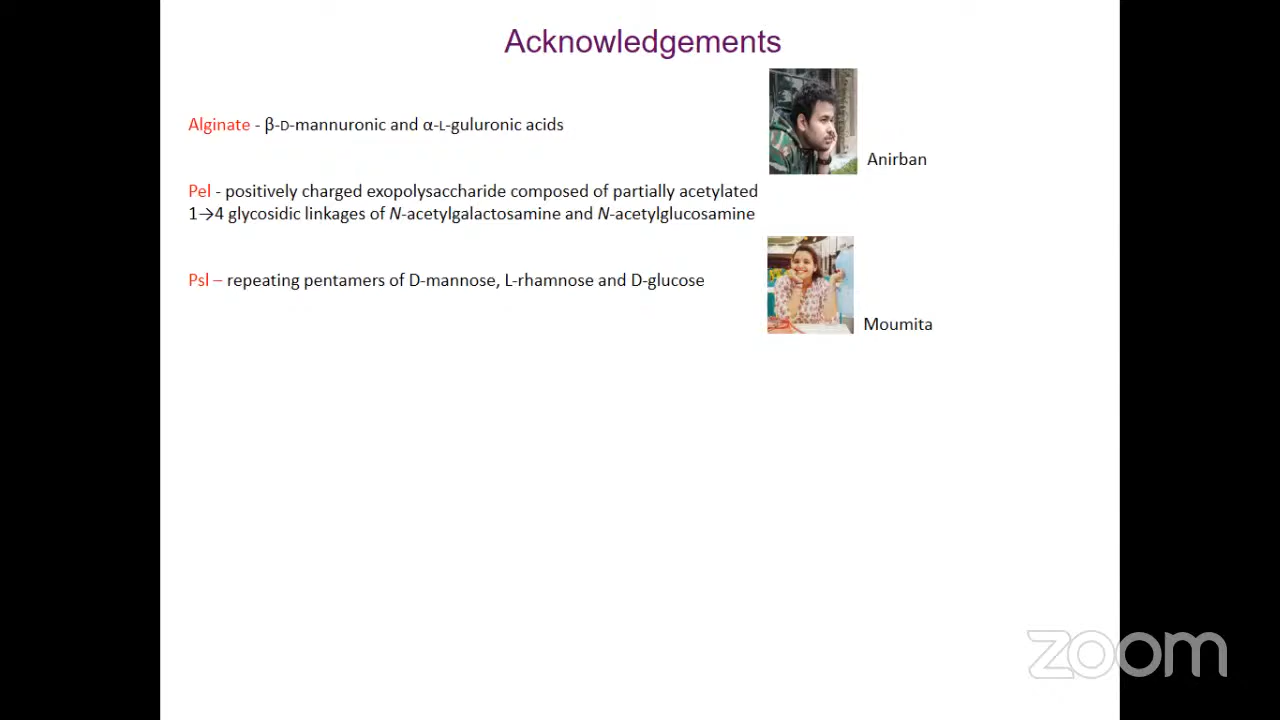 Acknowledgements
Alginate - β-D-mannuronic and α-L-guluronic acids
Anirban
Pel - positively charged exopolysaccharide composed of partially acetylated
1→4 glycosidic linkages of N-acetylgalactosamine and N-acetylglucosamine
Psl – repeating pentamers of D-mannose, L-rhamnose and D-glucose
Moumita
zoom